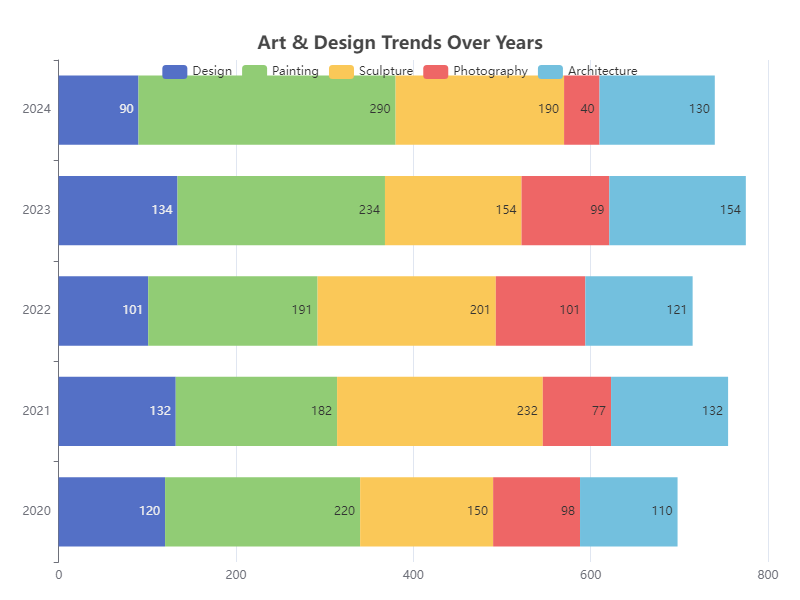 Art & Design Trends Over Years
Design Painting Sculpture Photography Architecture
2024 90 290 190 40 130
2023 134 234 154 99 154
2022 101 191 201 101 121
2021 132 182 232 77 132
2020 120 220 150 98 110
0 200 400 600 800